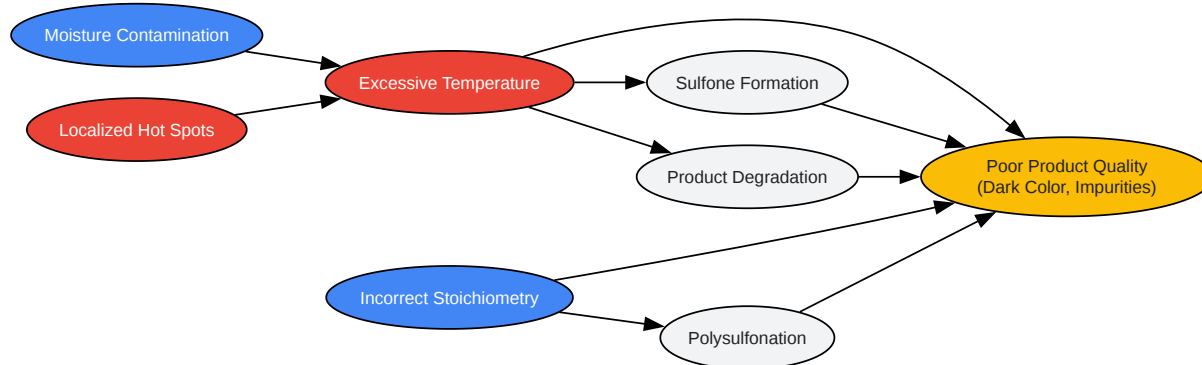 Moisture Contamination
Localized Hot Spots
Excessive Temperature
Sulfone Formation
Product Degradation
Poor Product Quality
(Dark Color, Impurities)
Incorrect Stoichiometry
Polysulfonation